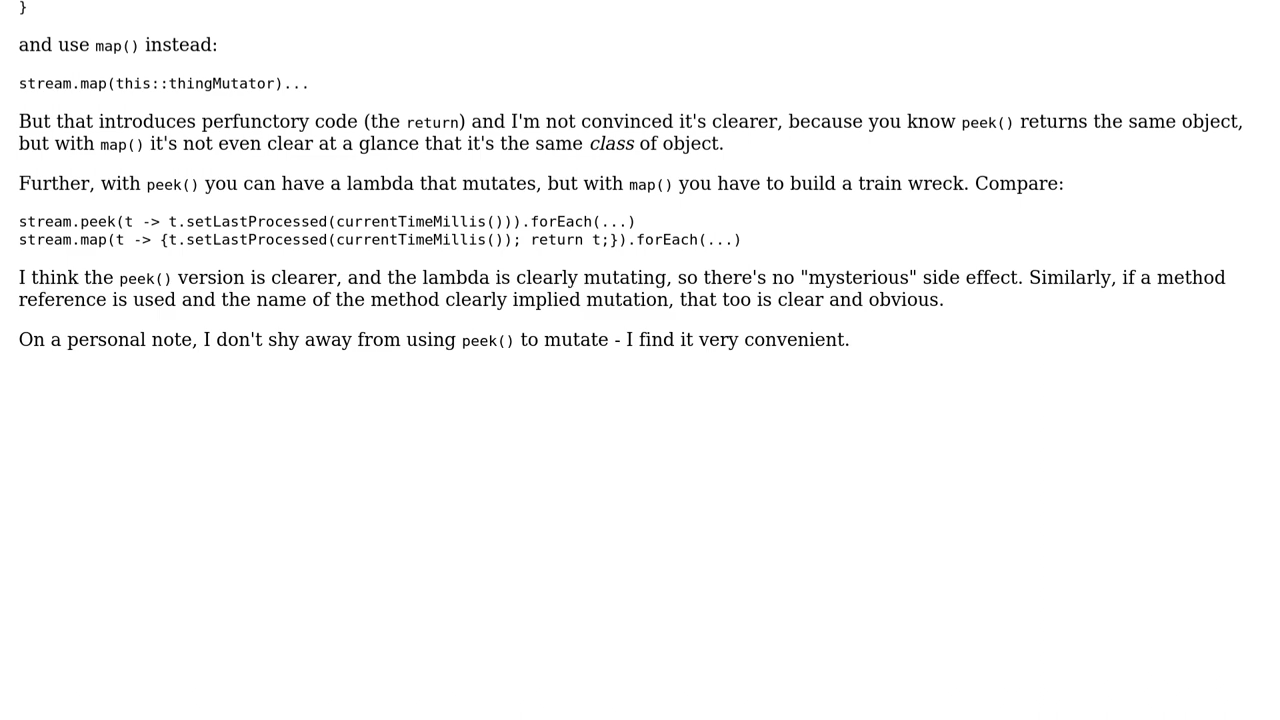 }
and use map() instead:
stream.map(this::thingMutator)...
But that introduces perfunctory code (the return) and I'm not convinced it's clearer, because you know peek() returns the same object,
but with map() it's not even clear at a glance that it's the same class of object.
Further, with peek() you can have a lambda that mutates, but with map() you have to build a train wreck. Compare:
stream.peek(t -> t.setLastProcessed(currentTimeMillis())).forEach(...)
stream.map(t -> {t.setLastProcessed(currentTimeMillis()); return t;}).forEach(...)
I think the peek() version is clearer, and the lambda is clearly mutating, so there's no "mysterious" side effect. Similarly, if a method
reference is used and the name of the method clearly implied mutation, that too is clear and obvious.
On a personal note, I don't shy away from using peek() to mutate - I find it very convenient.